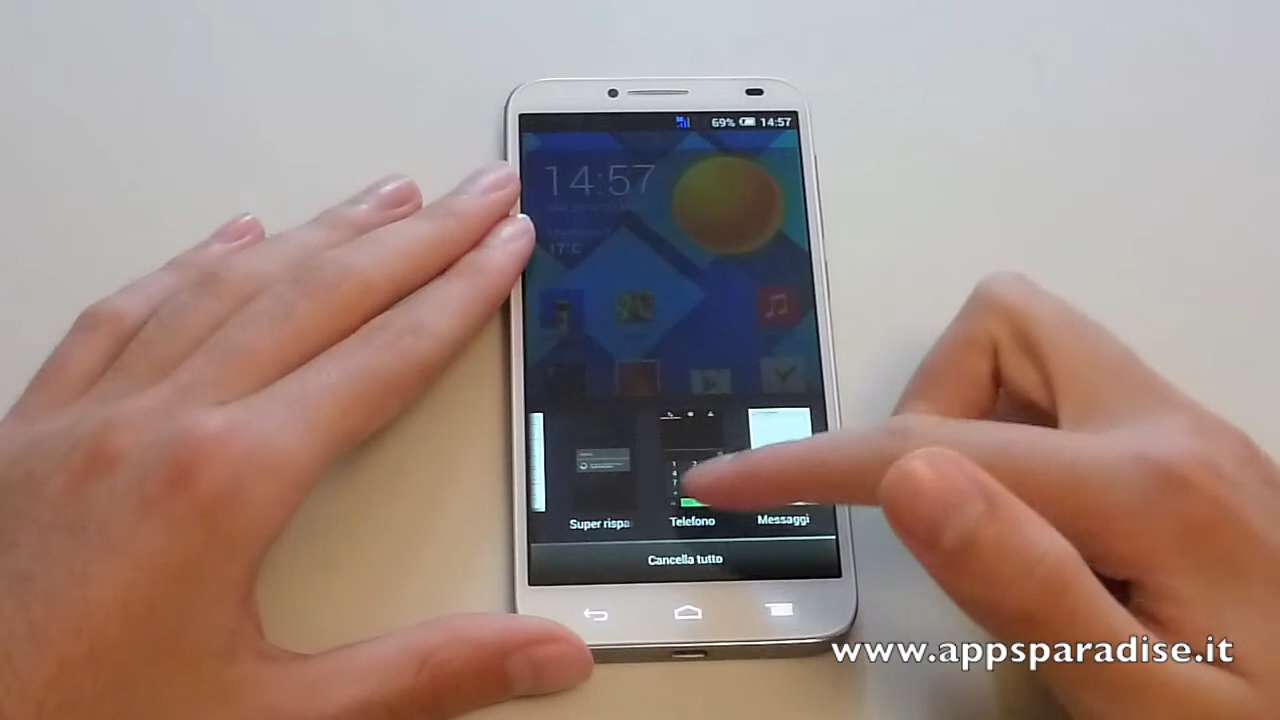 69% 14:57
14:57
17°C
Super rispa
Telefono
Messaggi
Cancella tutto
www.appsparadise.it